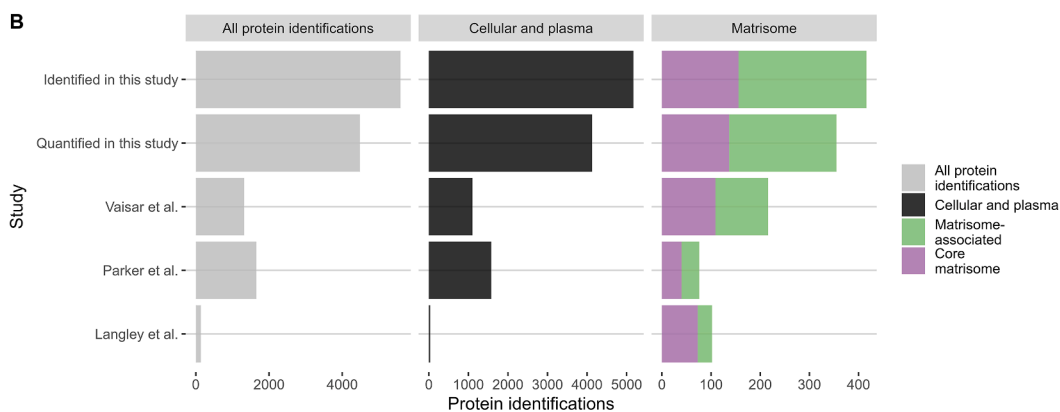 B
All protein identifications
Cellular and plasma
Matrisome
Study
Identified in this study
Quantified in this study
Vaisar et al.
Parker et al.
Langley et al.
0 2000 4000
0 1000 2000 3000 4000 5000
0 100 200 300 400
Protein identifications
All protein
identifications
Cellular and plasma
Matrisome-
associated
Core
matrisome